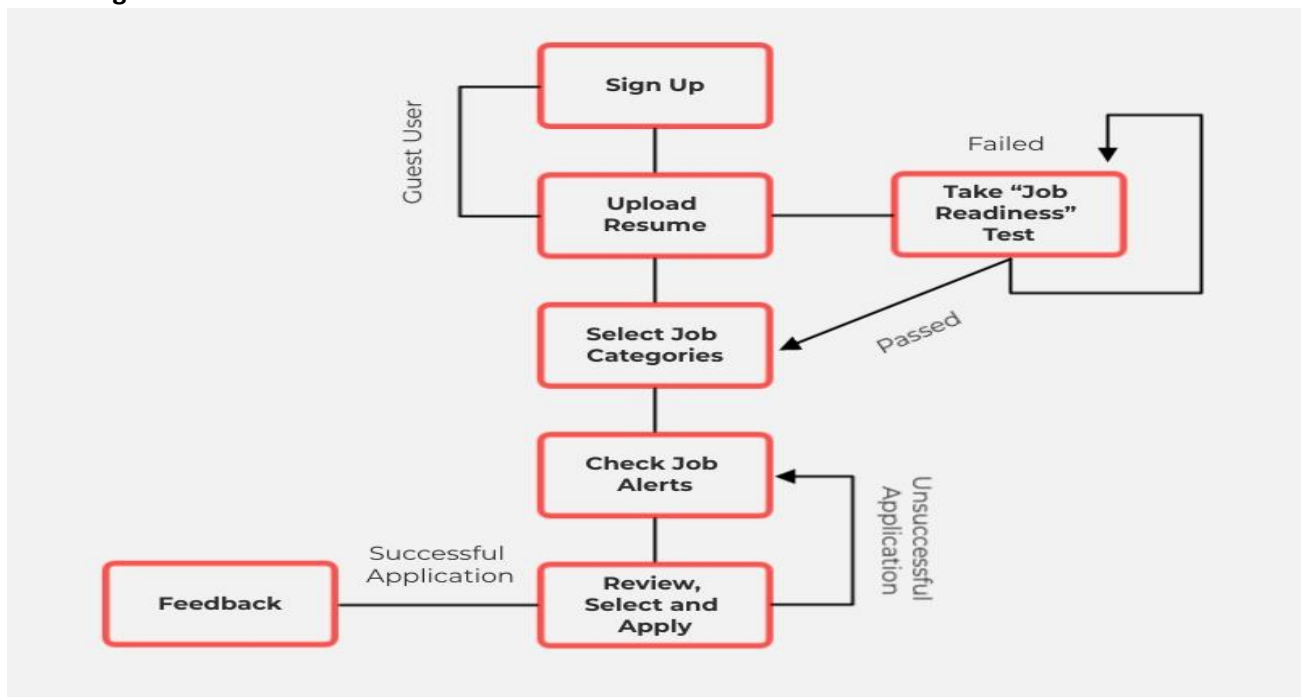 Sign Up
Guest User
Failed
Upload
Resume
Take “Job
Readiness”
Test
Select Job
Categories
Passed
Check Job
Alerts
Unsuccessful
Application
Successful
Application
Feedback
Review,
Select and
Apply